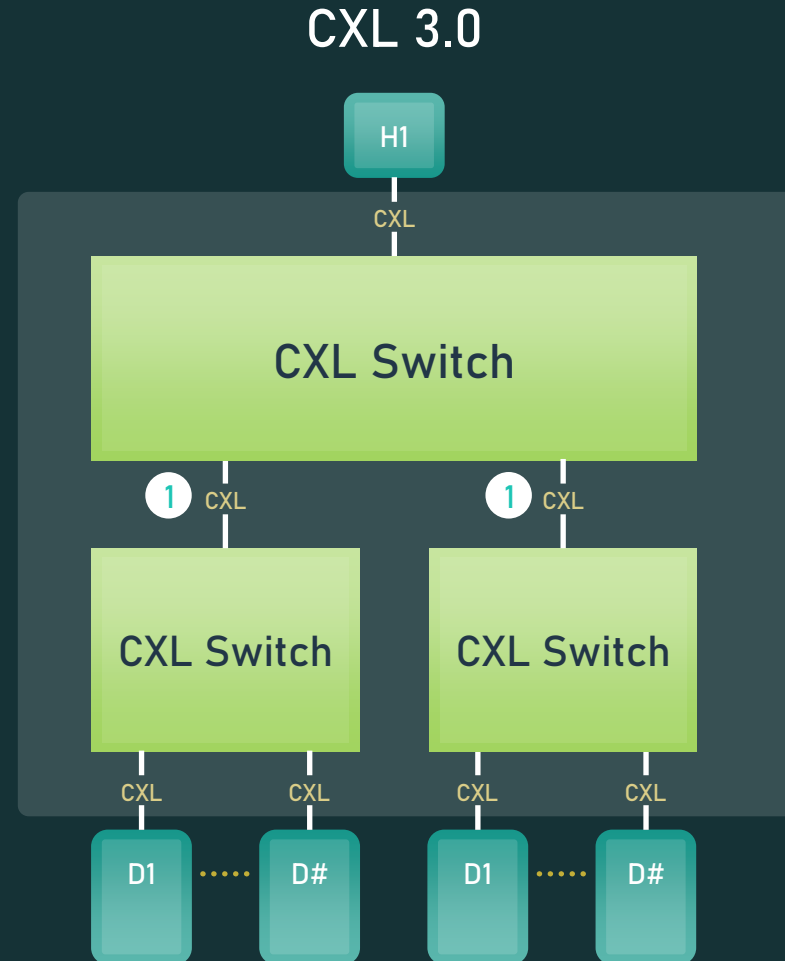 CXL 3.0
H1
CXL
CXL Switch
1 CXL 1 CXL
CXL Switch CXL Switch
CXL CXL CXL CXL
D1 D# D1 D#